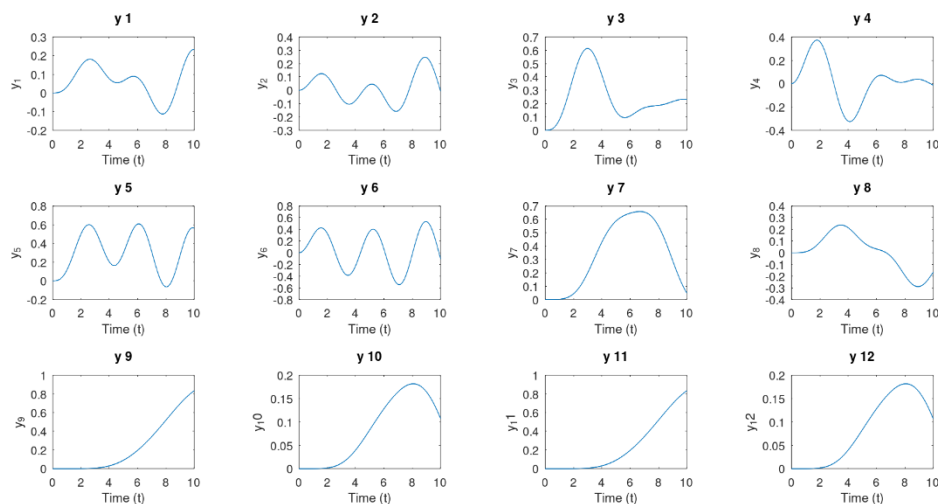 y 1
y 2
y 3
y 4
0.3
0.2
0.1
0
-0.1
-0.2
y1
0 2 4 6 8 10
Time (t)
0.3
0.2
0.1
0
-0.1
-0.2
-0.3
y2
0 2 4 6 8 10
Time (t)
0.7
0.6
0.5
0.4
0.3
0.2
0.1
0
y3
0 2 4 6 8 10
Time (t)
0.4
0.2
0
-0.2
-0.4
y4
0 2 4 6 8 10
Time (t)
y 5
y 6
y 7
y 8
0.8
0.6
0.4
0.2
0
-0.2
y5
0 2 4 6 8 10
Time (t)
0.8
0.6
0.4
0.2
0
-0.2
-0.4
-0.6
-0.8
y6
0 2 4 6 8 10
Time (t)
0.7
0.6
0.5
0.4
0.3
0.2
0.1
0
y7
0 2 4 6 8 10
Time (t)
0.4
0.3
0.2
0.1
0
-0.1
-0.2
-0.3
-0.4
y8
0 2 4 6 8 10
Time (t)
y 9
y 10
y 11
y 12
1
0.8
0.6
0.4
0.2
0
y9
0 2 4 6 8 10
Time (t)
0.2
0.15
0.1
0.05
0
y10
0 2 4 6 8 10
Time (t)
1
0.8
0.6
0.4
0.2
0
y11
0 2 4 6 8 10
Time (t)
0.2
0.15
0.1
0.05
0
y12
0 2 4 6 8 10
Time (t)